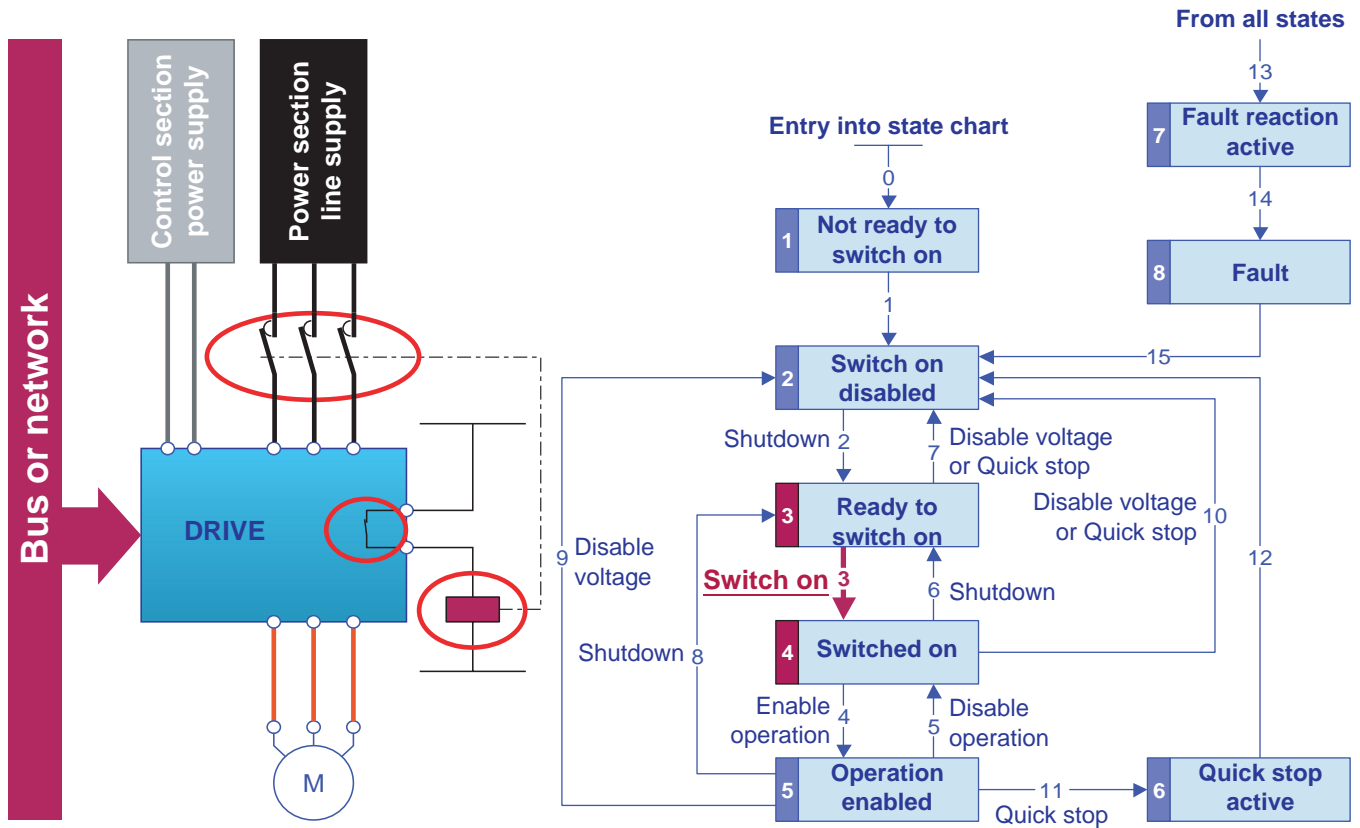 Bus or network
Control section
power supply
Power section
line supply
DRIVE
M
From all states
13
7
Fault reaction
active
14
8
Fault
15
Entry into state chart
0
1
Not ready to
switch on
1
2
Switch on
disabled
Shutdown 2
7 Disable voltage
or Quick stop
3
Ready to
switch on
Disable voltage
or Quick stop
10
12
9 Disable
voltage
Switch on 3
6 Shutdown
4
Switched on
Shutdown 8
Enable
operation
4
5
Disable
operation
5
Operation
enabled
11
Quick stop
6
Quick stop
active